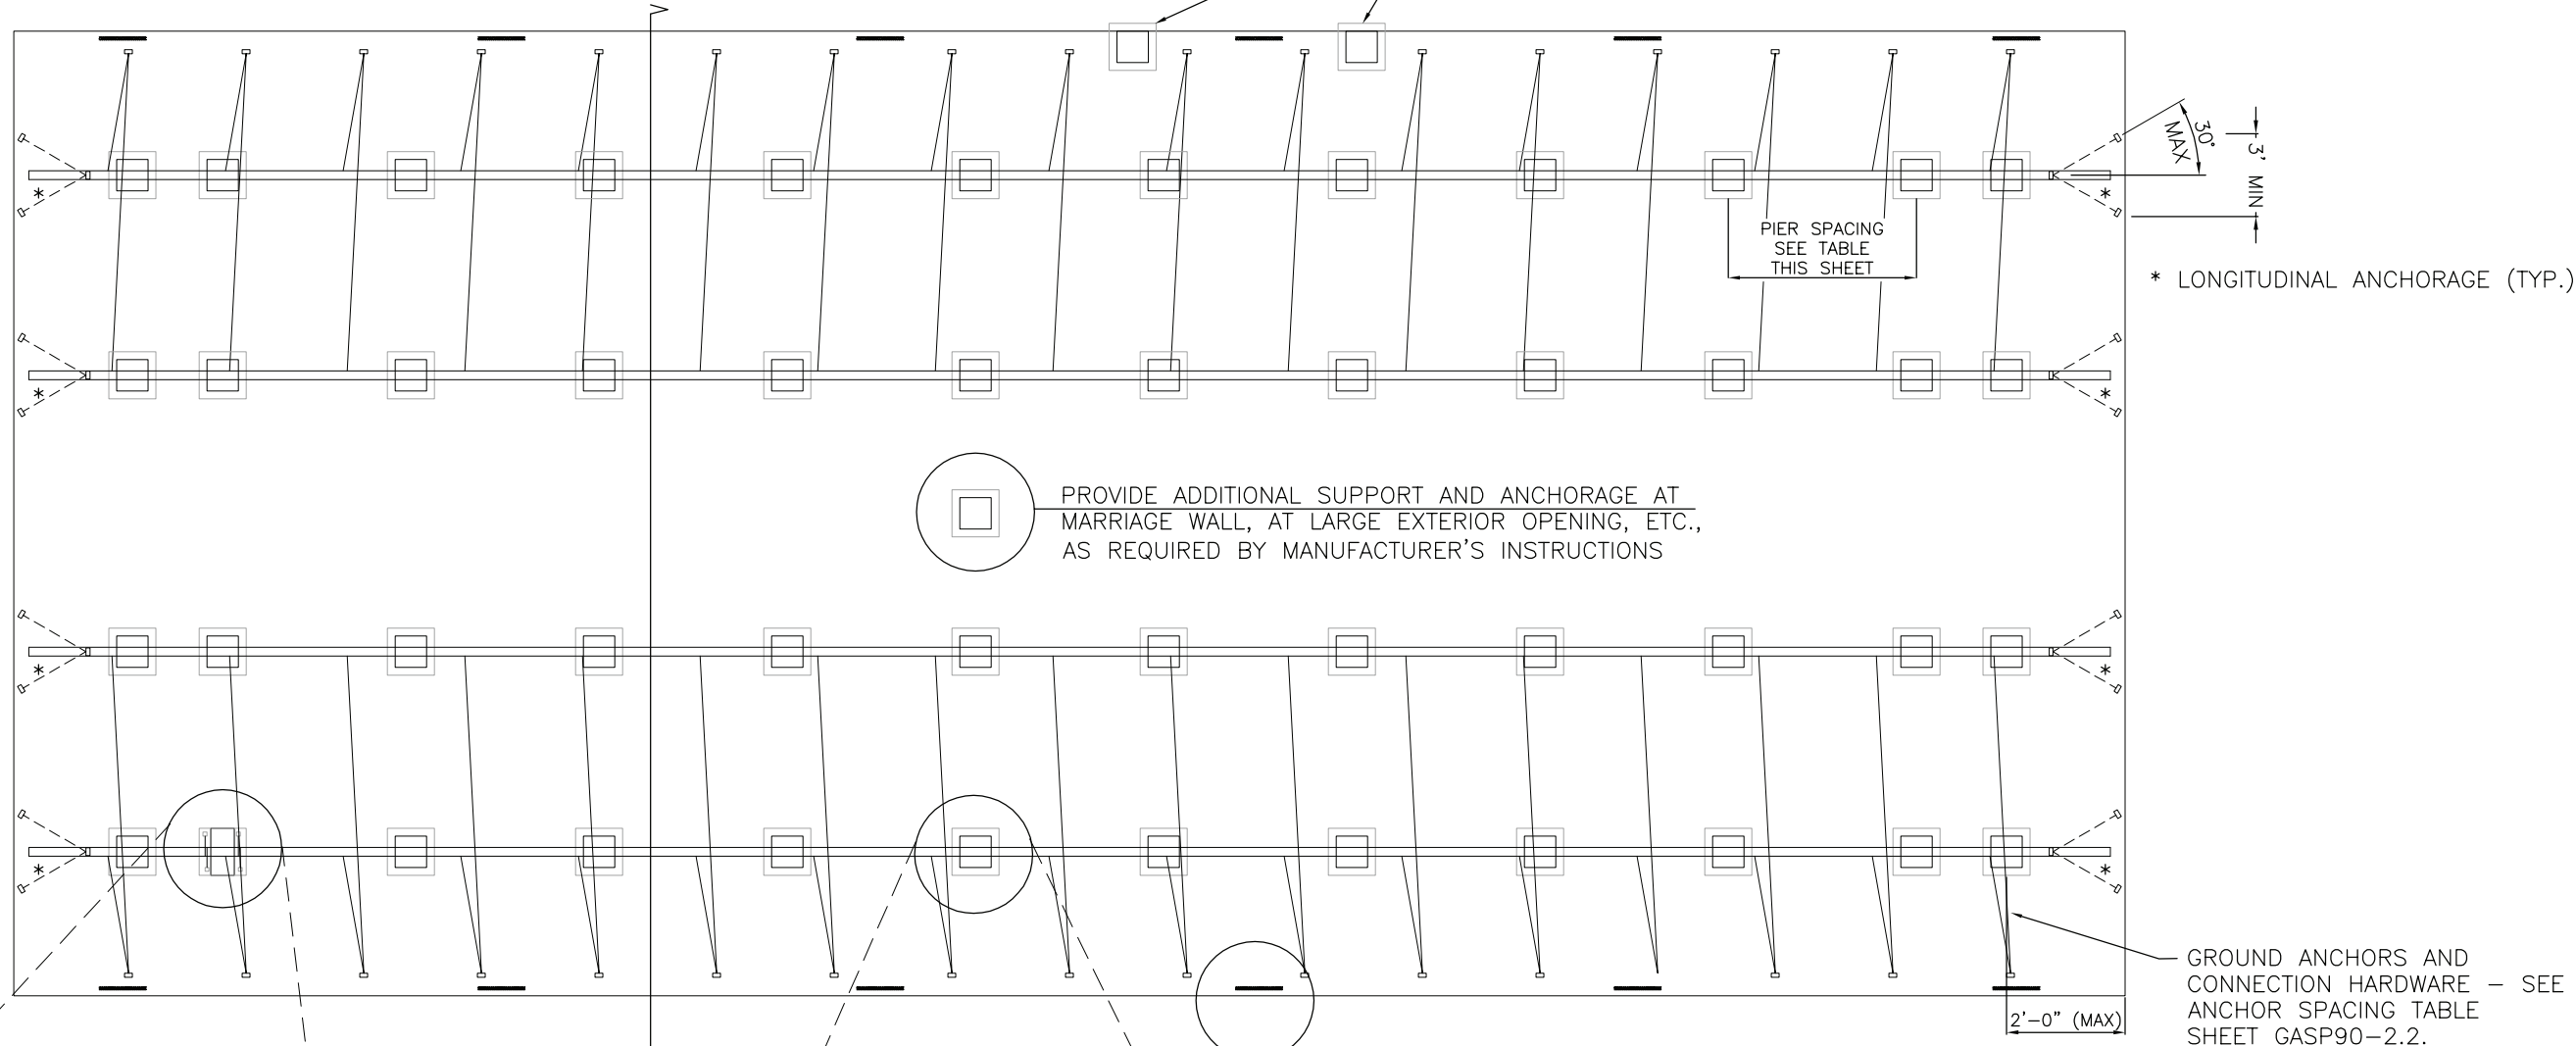 30°
MAX
3' MIN
*
*
PIER SPACING
SEE TABLE
THIS SHEET
* LONGITUDINAL ANCHORAGE (TYP.)
*
*
PROVIDE ADDITIONAL SUPPORT AND ANCHORAGE AT
MARRIAGE WALL, AT LARGE EXTERIOR OPENING, ETC.,
AS REQUIRED BY MANUFACTURER'S INSTRUCTIONS
*
*
*
*
GROUND ANCHORS AND
CONNECTION HARDWARE – SEE
ANCHOR SPACING TABLE
SHEET GASP90–2.2.
2'–0" (MAX)